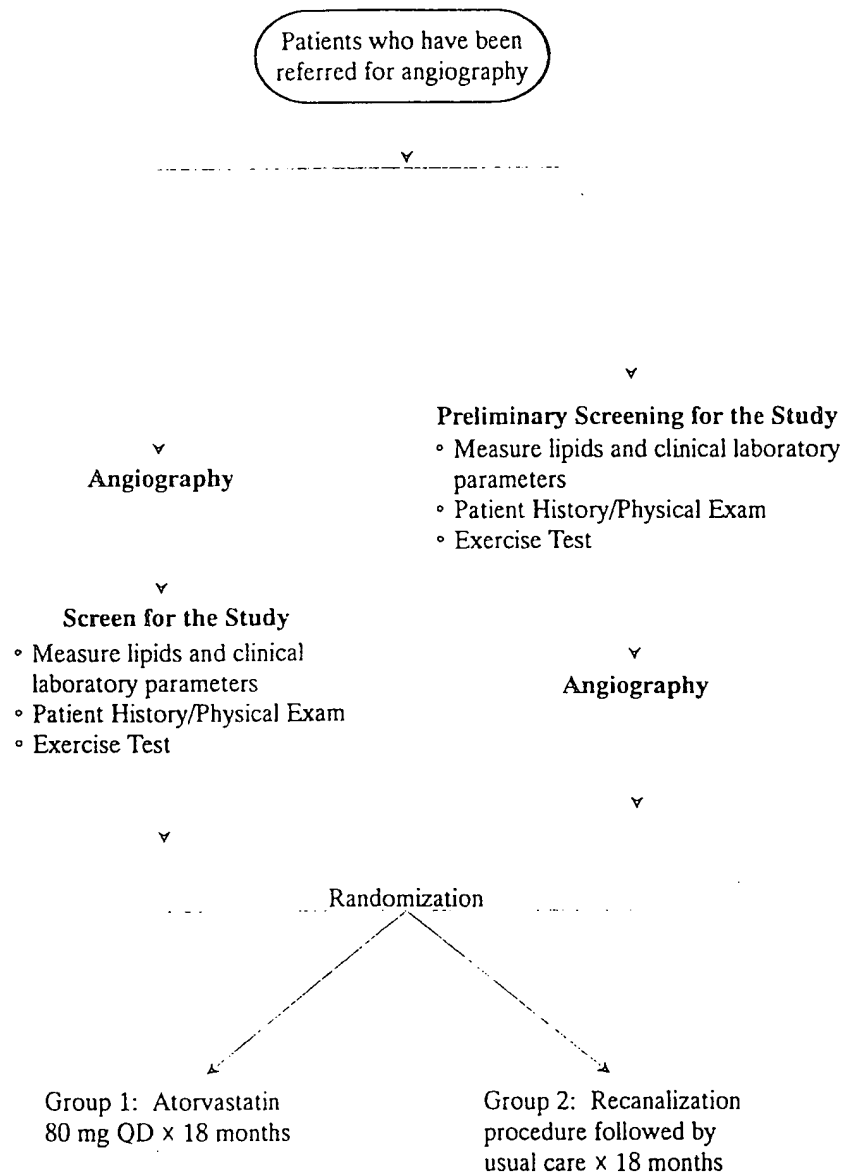 Patients who have been
referred for angiography
Angiography
Screen for the Study
° Measure lipids and clinical
laboratory parameters
° Patient History/Physical Exam
° Exercise Test
Preliminary Screening for the Study
° Measure lipids and clinical laboratory
parameters
° Patient History/Physical Exam
° Exercise Test
Angiography
Randomization
Group 1: Atorvastatin
80 mg QD × 18 months
Group 2: Recanalization
procedure followed by
usual care × 18 months